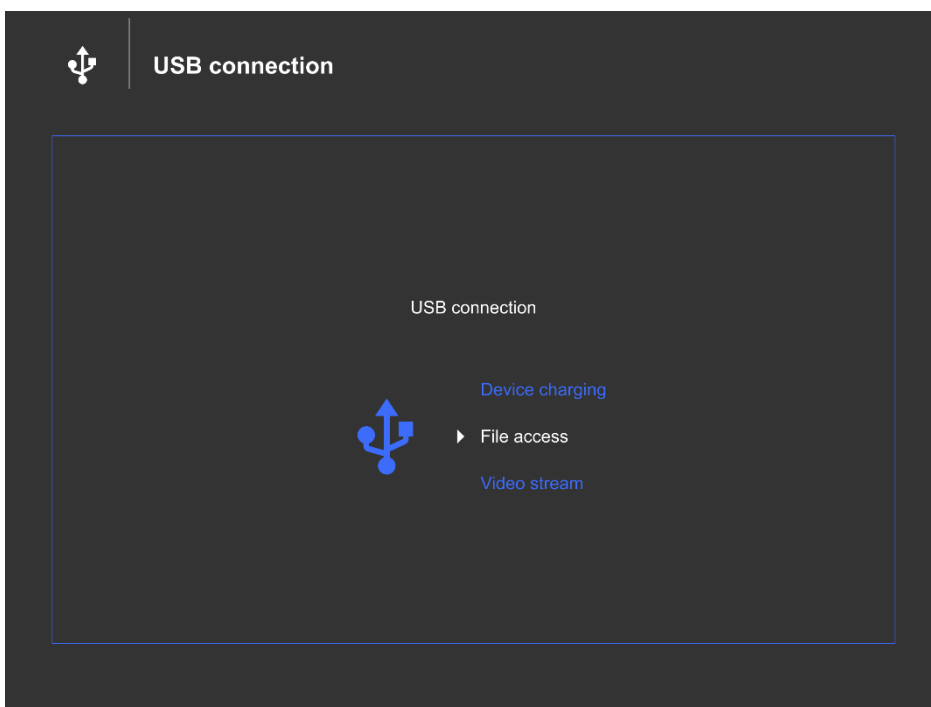 USB connection
USB connection
Device charging
File access
Video stream